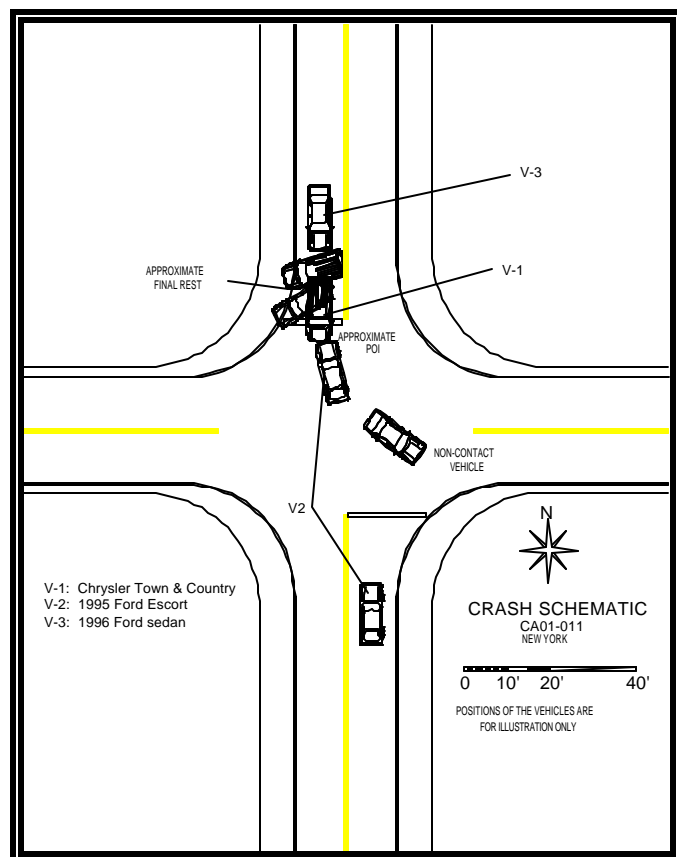 V-3
APPROXIMATE
FINAL REST
V-1
APPROXIMATE
POI
NON-CONTACT
VEHICLE
V2
N
V-1: Chrysler Town & Country
V-2: 1995 Ford Escort
V-3: 1996 Ford sedan
CRASH SCHEMATIC
CA01-011
NEW YORK
0 10' 20' 40'
POSITIONS OF THE VEHICLES ARE
FOR ILLUSTRATION ONLY